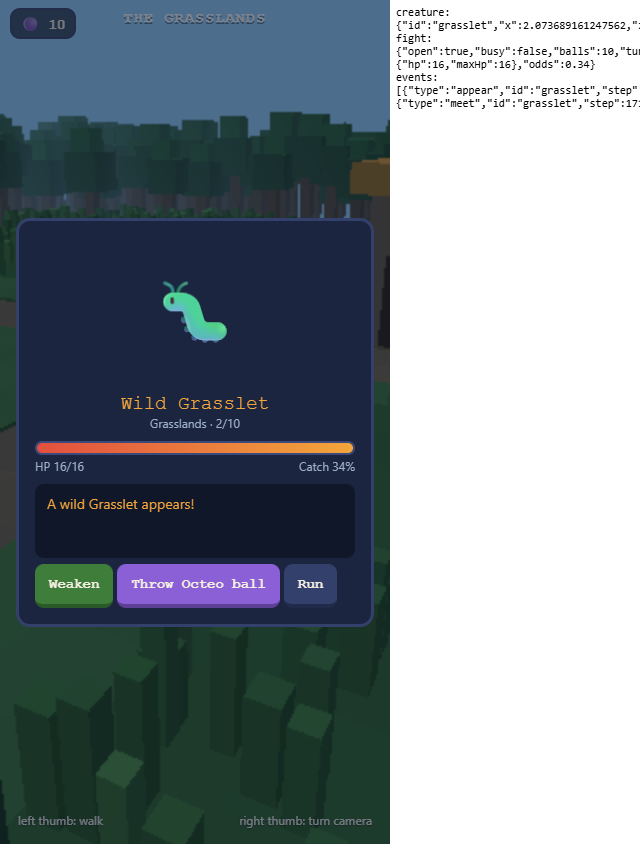 10
THE GRASSLANDS
Wild Grasslet
Grasslands · 2/10
HP 16/16
Catch 34%
A wild Grasslet appears!
Weaken
Throw Octeo ball
Run
left thumb: walk
right thumb: turn camera
creature:
{"id":"grasslet","x":2.073689161247562,"
fight:
{"open":true,"busy":false,"balls":10,"tu
{"hp":16,"maxHp":16},"odds":0.34}
events:
[{"type":"appear","id":"grasslet","step"
{"type":"meet","id":"grasslet","step":17